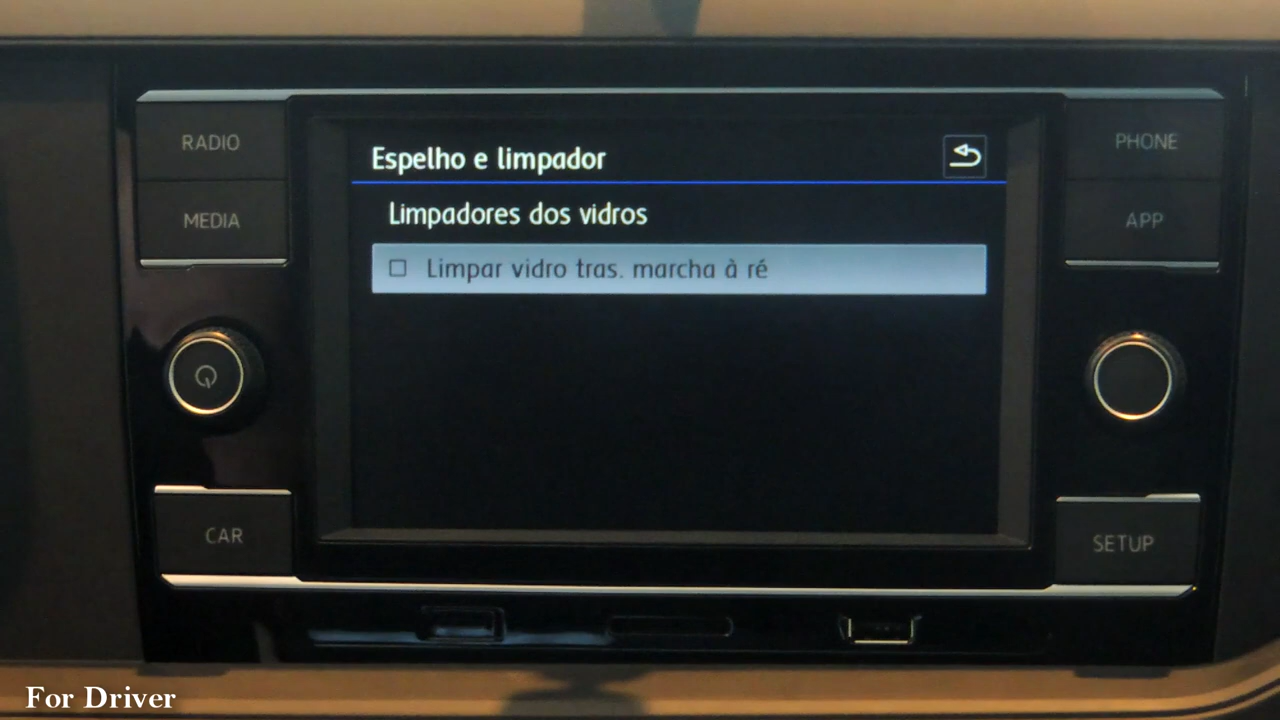 RADIO
MEDIA
Espelho e limpador
Limpadores dos vidros
Limpar vidro tras. marcha à ré
PHONE
APP
CAR
SETUP
For Driver